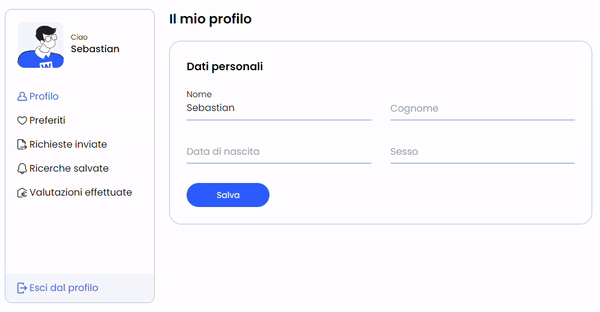 Ciao
Sebastian
Profilo
Preferiti
Richieste inviate
Ricerche salvate
Valutazioni effettuate
Esci dal profilo
Il mio profilo
Dati personali
Nome
Sebastian
Cognome
Data di nascita
Sesso
Salva